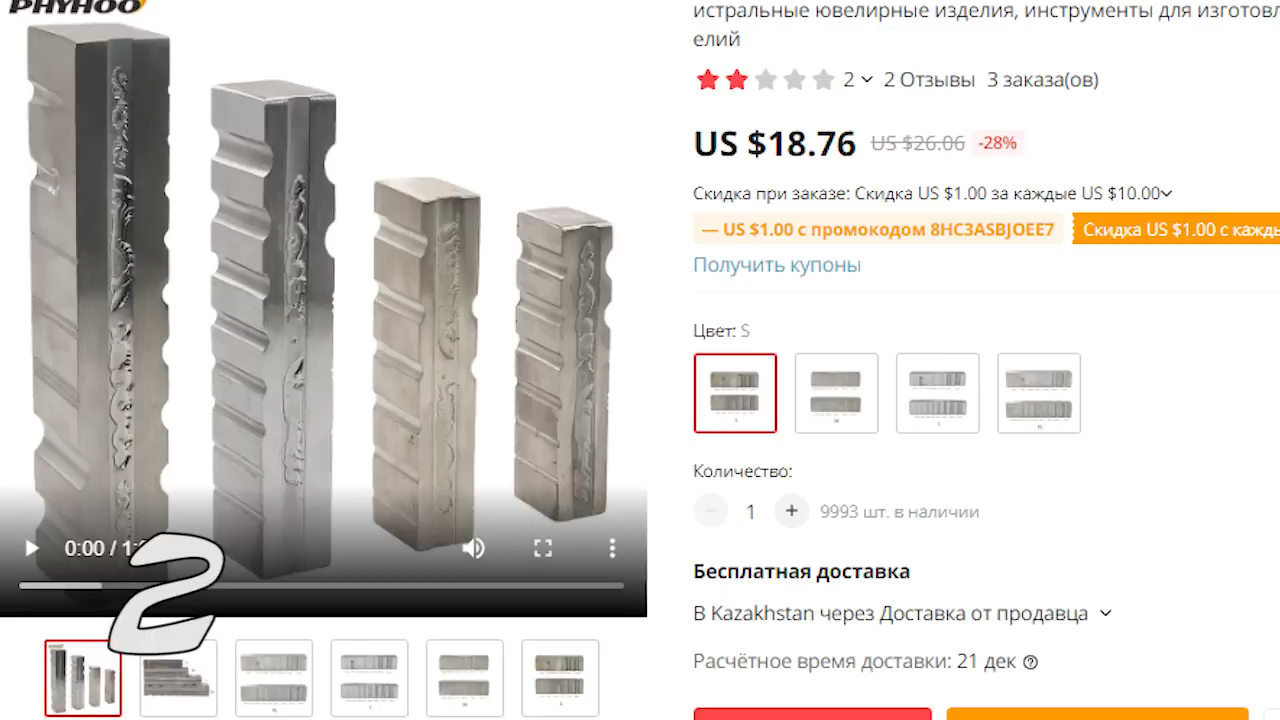 PHYHOO
истральные ювелирные изделия, инструменты для изготовл
елий
2 2 Отзывы 3 заказа(ов)
US $18.76 US $26.06 -28%
Скидка при заказе: Скидка US $1.00 за каждые US $10.00
— US $1.00 с промокодом 8HC3ASBJOEE7 Скидка US $1.00 с кажды
Получить купоны
Цвет: S
Количество:
1 9993 шт. в наличии
0:00 / 1:
2
Бесплатная доставка
В Kazakhstan через Доставка от продавца
Расчётное время доставки: 21 дек